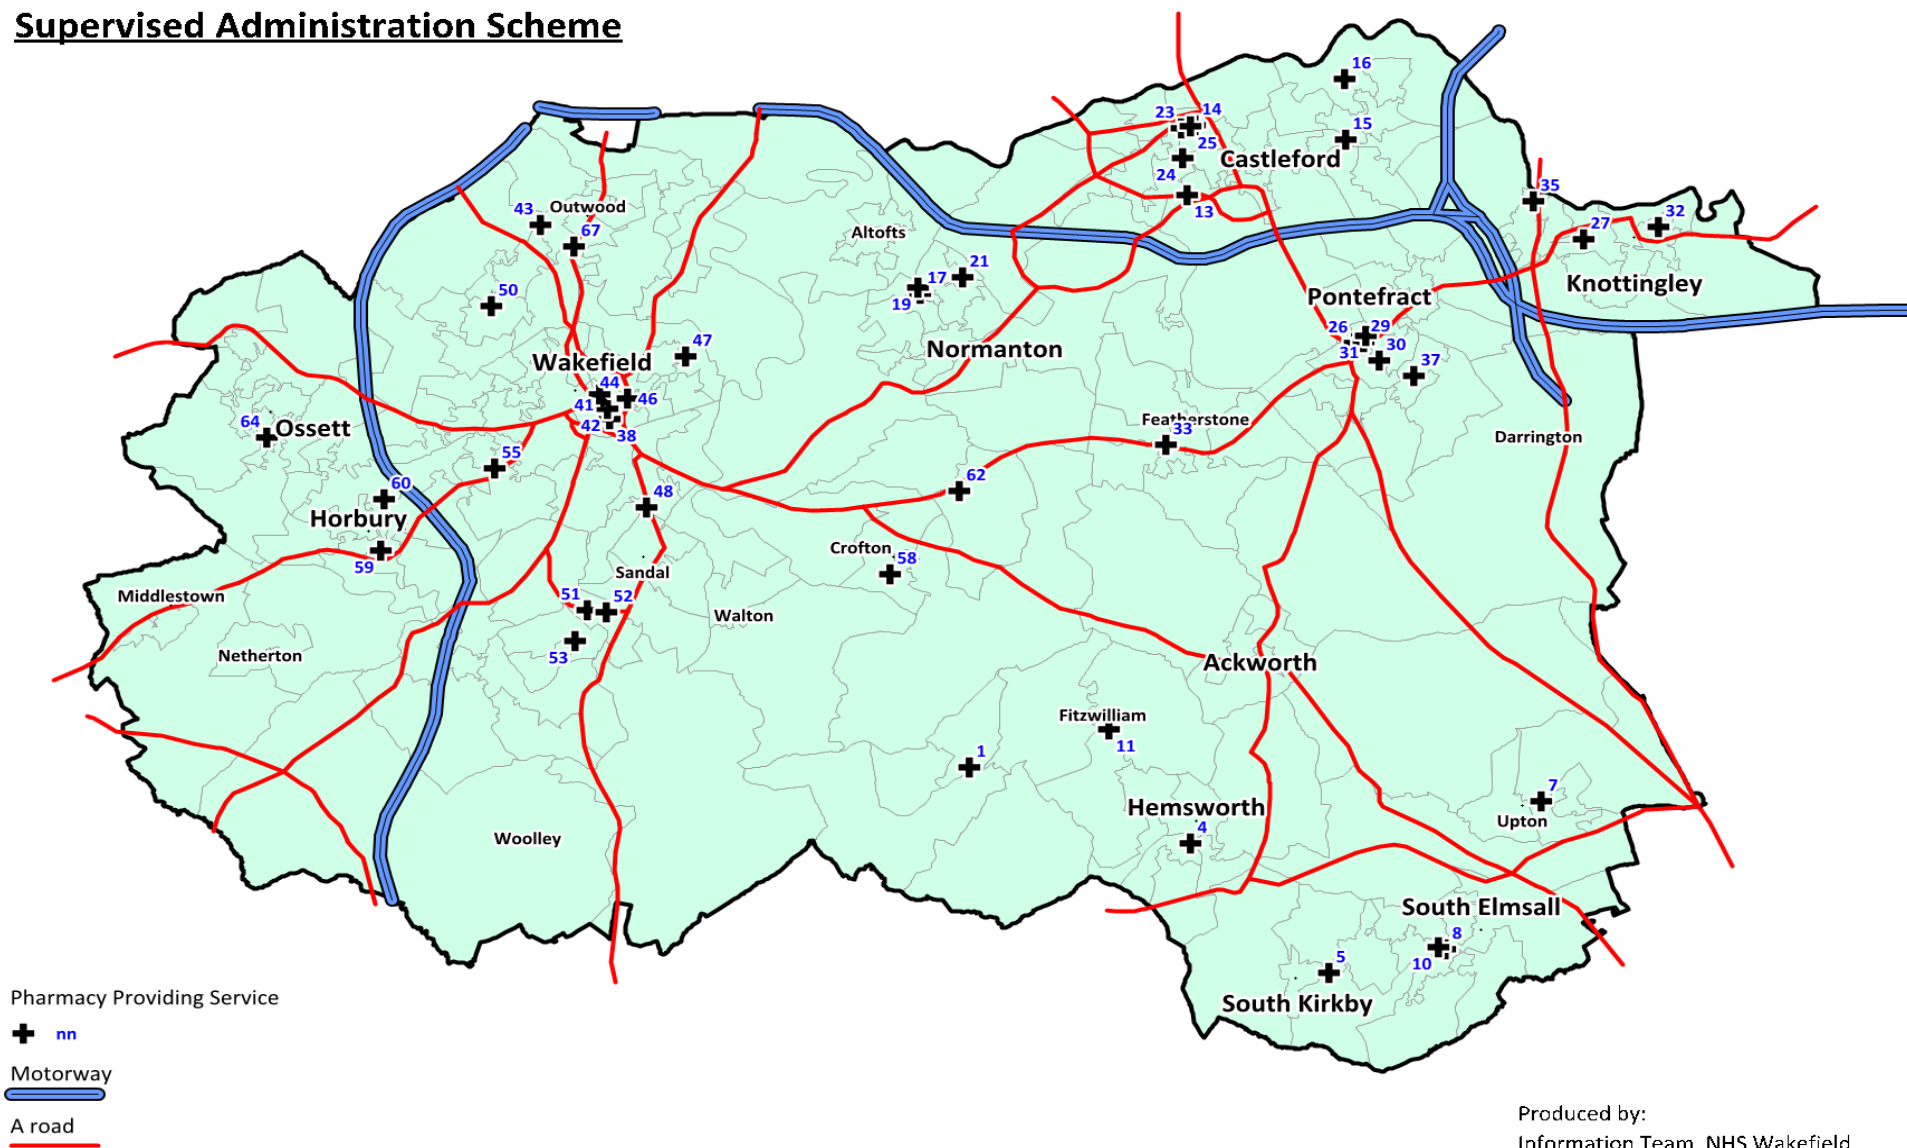 Supervised Administration Scheme
16
23
14
15
25
Castleford
24
35
13
43
Outwood
32
27
67
Altofts
21
17
50
19
Knottingley
Pontefract
26
29
47
30
Normanton
31
37
Wakefield
44
41
46
64
Ossett
42
38
Featherstone
33
Darrington
55
62
60
48
Horbury
Crofton
58
59
Sandal
Middlestown
51
52
Walton
Netherton
53
Ackworth
Fitzwilliam
11
1
7
Hemsworth
4
Upton
Woolley
South Elmsall
8
10
5
South Kirkby
Pharmacy Providing Service
nn
Motorway
A road
Produced by:
Information Team, NHS Wakefield